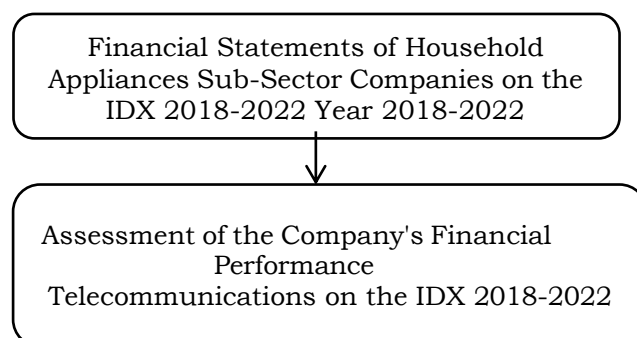 Financial Statements of Household
Appliances Sub-Sector Companies on the
IDX 2018-2022 Year 2018-2022
Assessment of the Company's Financial
Performance
Telecommunications on the IDX 2018-2022